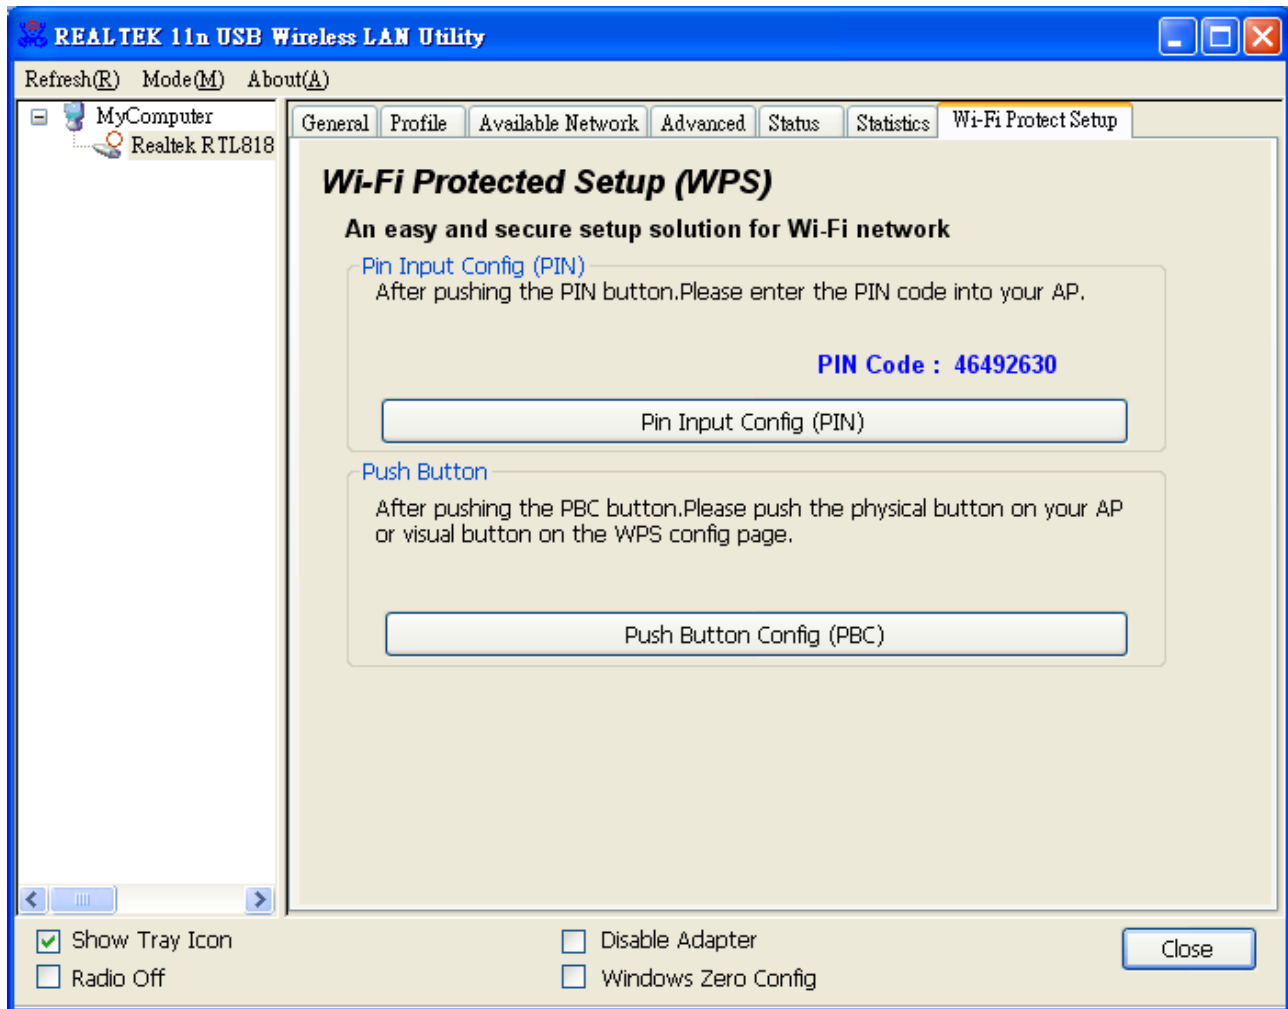 REALTEK 11n USB Wireless LAN Utility
Refresh(R) Mode(M) About(A)
MyComputer
Realtek RTL818
General Profile Available Network Advanced Status Statistics Wi-Fi Protect Setup
Wi-Fi Protected Setup (WPS)
An easy and secure setup solution for Wi-Fi network
Pin Input Config (PIN)
After pushing the PIN button.Please enter the PIN code into your AP.
PIN Code : 46492630
Pin Input Config (PIN)
Push Button
After pushing the PBC button.Please push the physical button on your AP
or visual button on the WPS config page.
Push Button Config (PBC)
Show Tray Icon
Disable Adapter
Close
Radio Off
Windows Zero Config